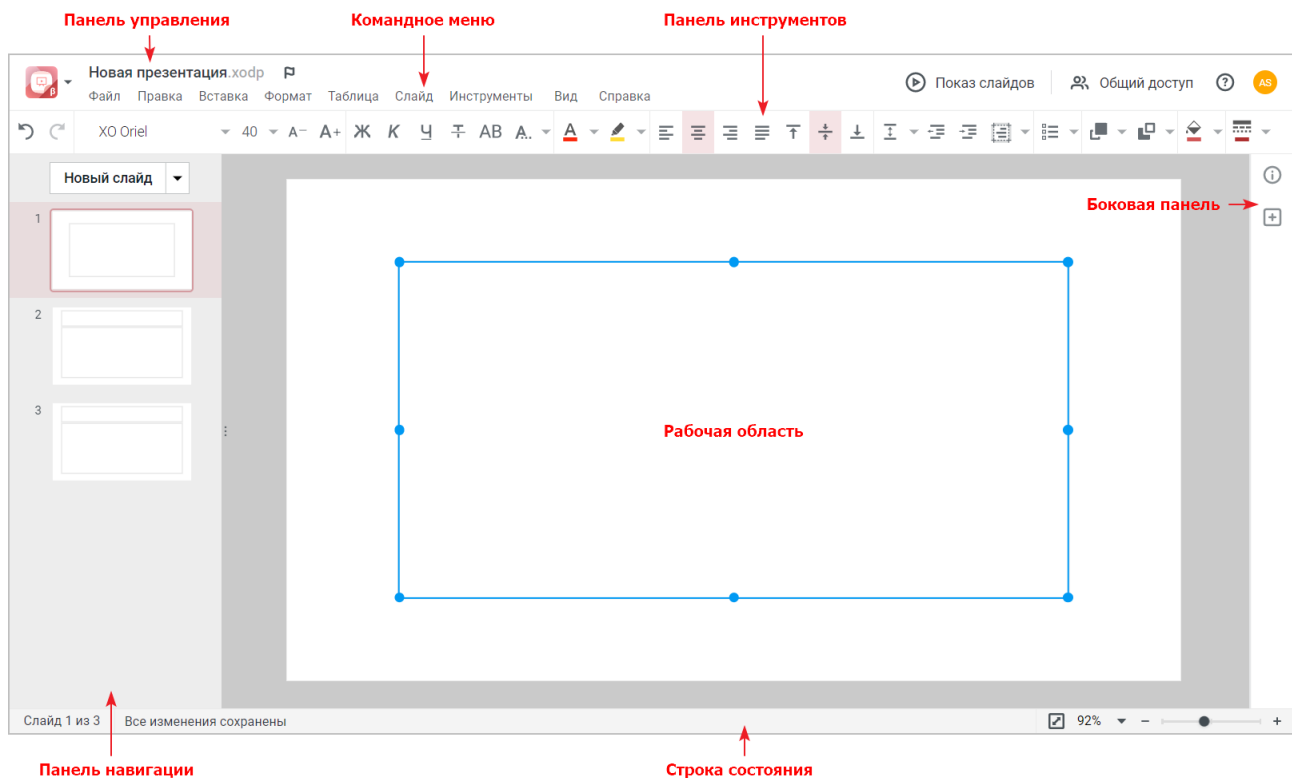 Панель управления
Командное меню
Панель инструментов
Новая презентация.xodp
Показ слайдов
Общий доступ
?
AS
β
Файл Правка Вставка Формат Таблица Слайд Инструменты Вид Справка
XO Oriel 40 A− A+ Ж К Ч Т AB A.. A
Новый слайд
Боковая панель
1
2
3
Рабочая область
Слайд 1 из 3 Все изменения сохранены 92% − +
Панель навигации
Строка состояния